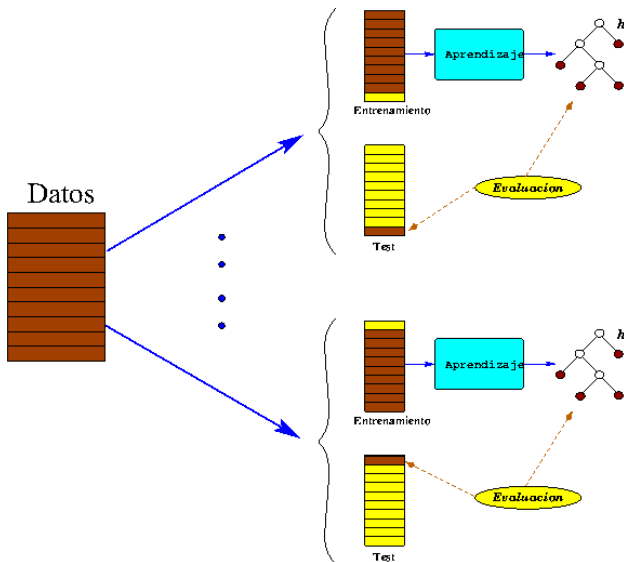 Datos
Aprendizaje
h
Entrenamiento
Evaluacion
Test
Aprendizaje
h
Entrenamiento
Evaluacion
Test